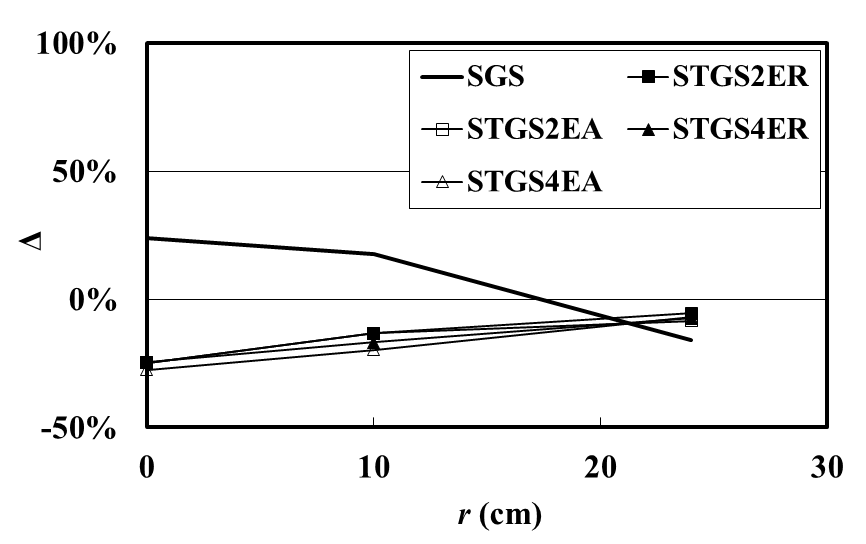 100%
SGS STGS2ER
STGS2EA STGS4ER
STGS4EA
50%
Δ
0%
-50%
0 10 20 30
r (cm)